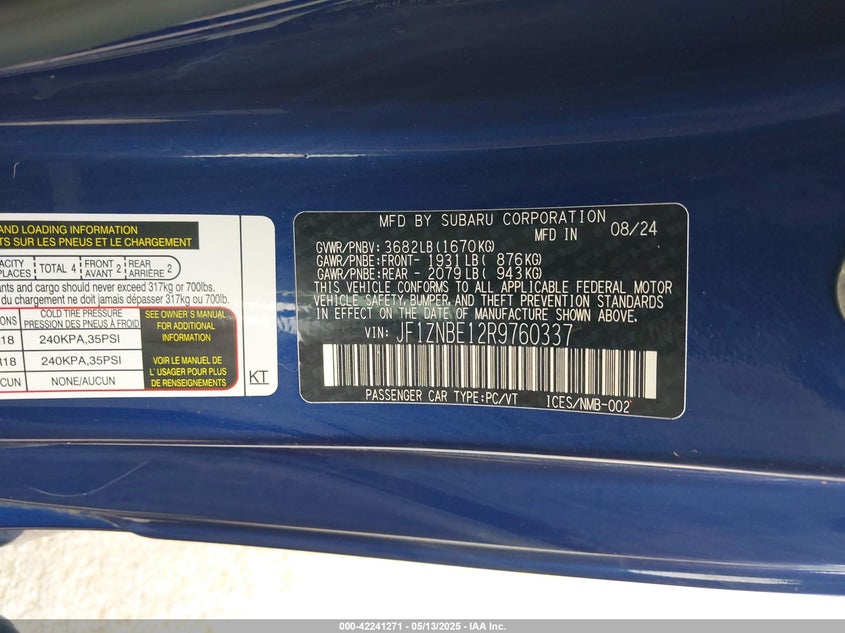 AND LOADING INFORMATION
TS SUR LES PNEUS ET LE CHARGEMENT
TOTAL 4
FRONT AVANT 2
REAR ARRIÈRE 2
and cargo should never exceed 317kg or 700lb.
du chargement ne doit jamais dépasser 317kg ou 700lb.
COLD TIRE PRESSURE
PRESSION DES PNEUS À FROID
240KPA,35PSI
240KPA,35PSI
NONE/AUCUN
SEE OWNER'S MANUAL
FOR ADDITIONAL
INFORMATION
VOIR LE MANUEL DE
L' USAGER POUR PLUS
DE RENSEIGNEMENTS
KT
MFD BY SUBARU CORPORATION
MFD IN 08/24
GVWR/PNBV: 3682LB(1670KG)
GAWR/PNBE:FRONT- 1931LB( 876KG)
GAWR/PNBE:REAR - 2079LB( 943KG)
THIS VEHICLE CONFORMS TO ALL APPLICABLE FEDERAL MOTOR
VEHICLE SAFETY, BUMPER, AND THEFT PREVENTION STANDARDS
IN EFFECT ON THE DATE OF MANUFACTURE SHOWN ABOVE.
VIN: JF1ZNBE12R9760337
PASSENGER CAR TYPE:PC/VT ICES/NMB-002
000-42241271 - 05/13/2025 - IAA Inc.